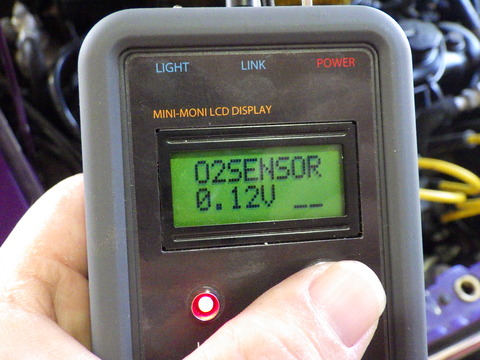 LIGHT LINK POWER
MINI-MONI LCD DISPLAY
O2SENSOR
0.12V __